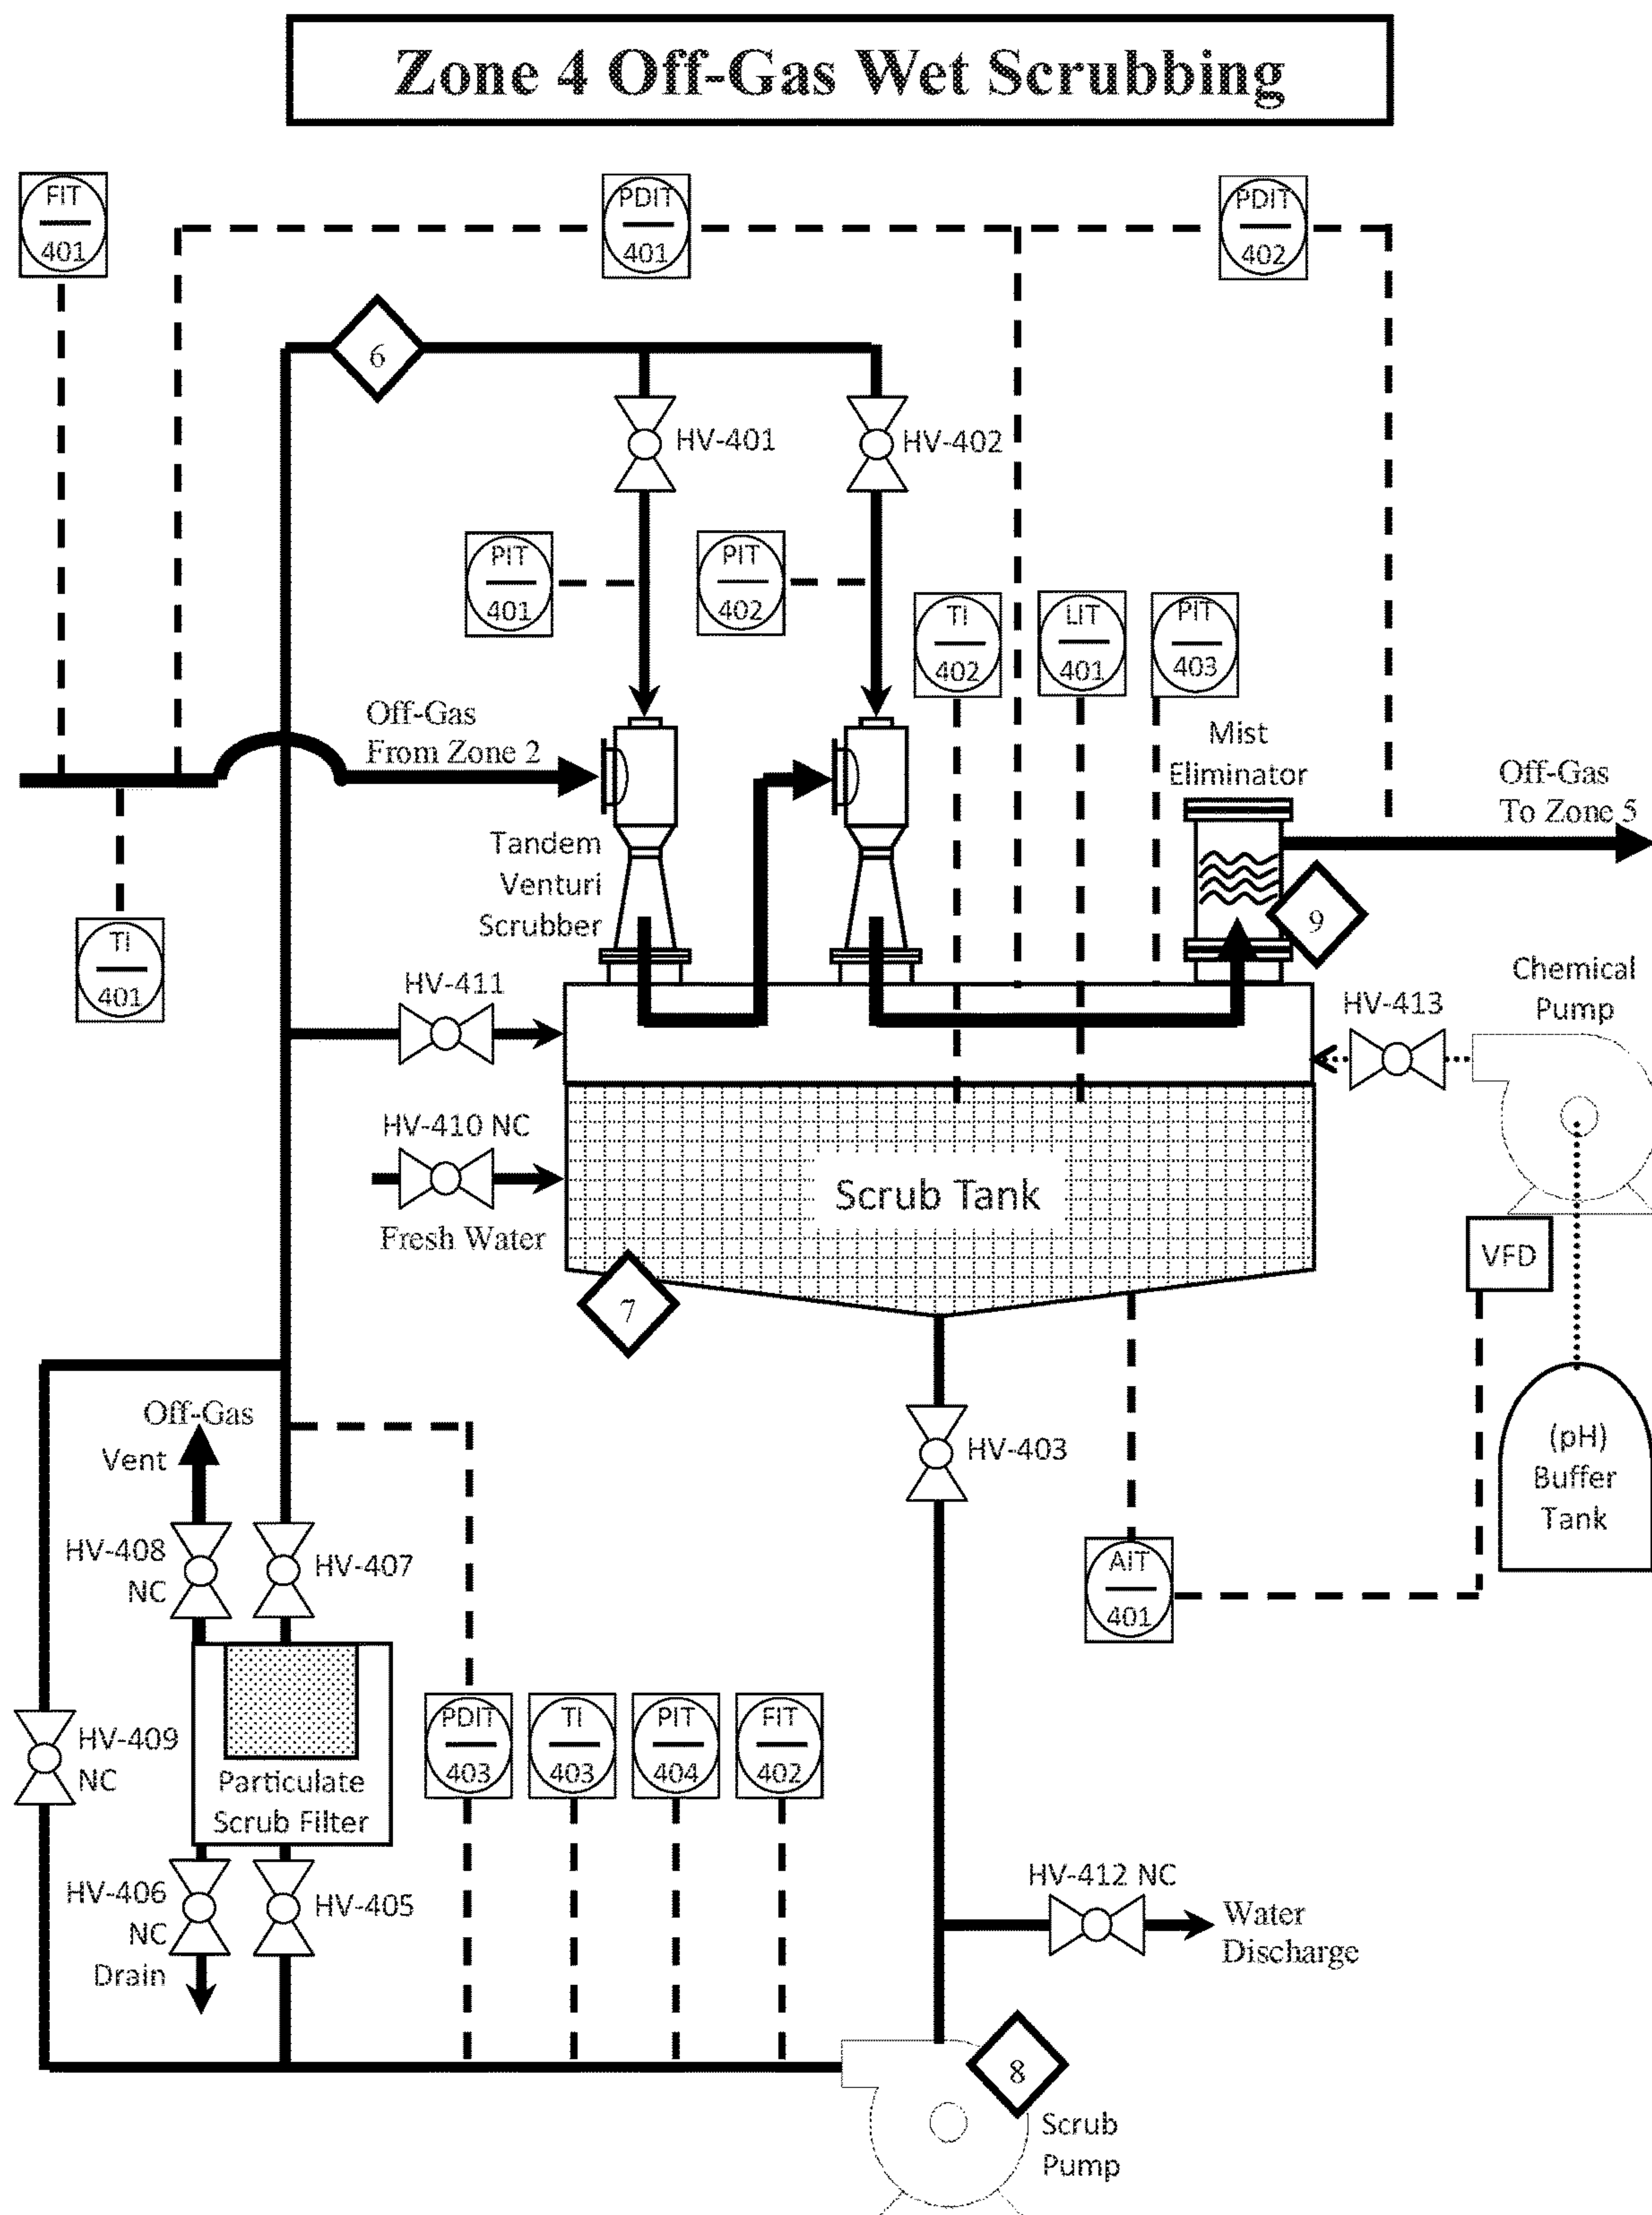 Zone 4 Off-Gas Wet Scrubbing
FIT
401
PDIT
401
PDIT
402
6
HV-401
HV-402
PIT
401
PIT
402
TI
402
LIT
401
PIT
403
Off-Gas
From Zone 2
Mist
Eliminator
Off-Gas
To Zone 5
Tandem
Venturi
Scrubber
9
TI
401
HV-411
HV-413
Chemical
Pump
HV-410 NC
Fresh Water
Scrub Tank
VFD
7
Off-Gas
Vent
HV-403
(pH)
Buffer
Tank
HV-408
NC
HV-407
AIT
401
HV-409
NC
Particulate
Scrub Filter
PDIT
403
TI
403
PIT
404
FIT
402
HV-406
NC
Drain
HV-405
HV-412 NC
Water
Discharge
8
Scrub
Pump